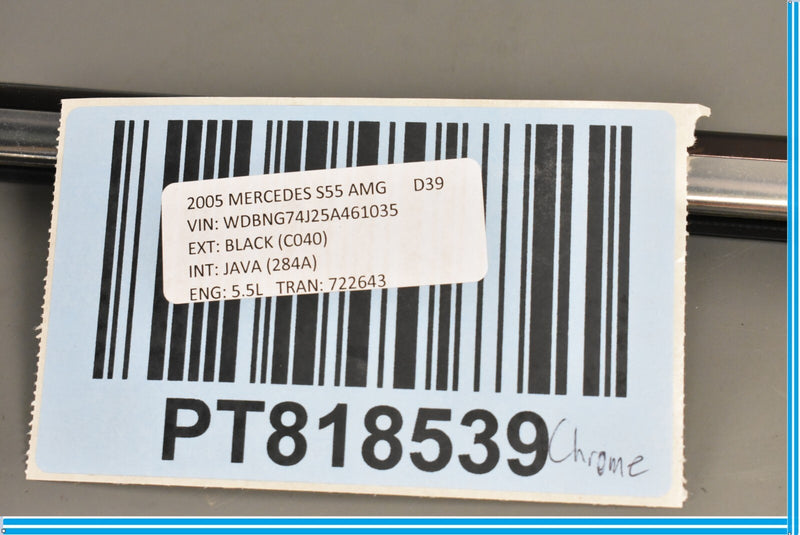 2005 MERCEDES S55 AMG D39
VIN: WDBNG74J25A461035
EXT: BLACK (C040)
INT: JAVA (284A)
ENG: 5.5L TRAN: 722643
PT818539 Chrome